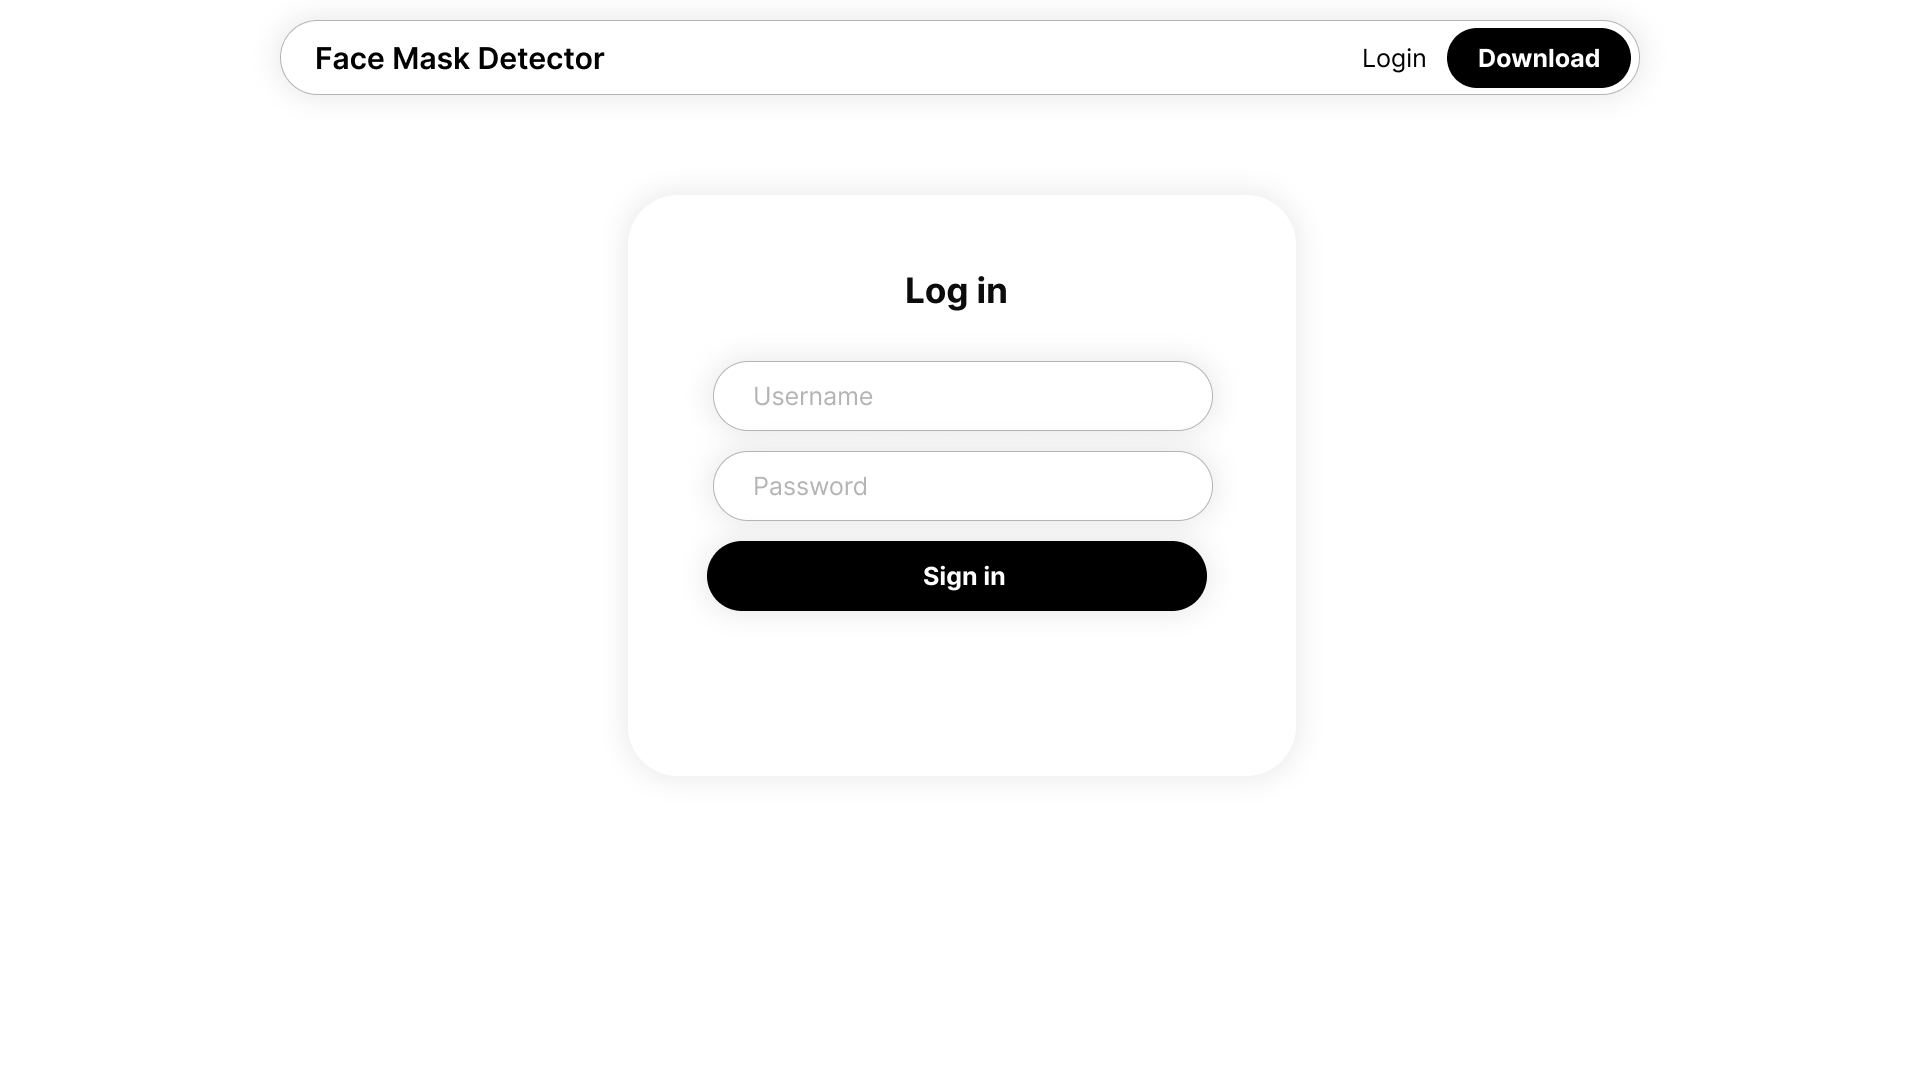 Face Mask Detector
Login
Download
Log in
Username
Password
Sign in